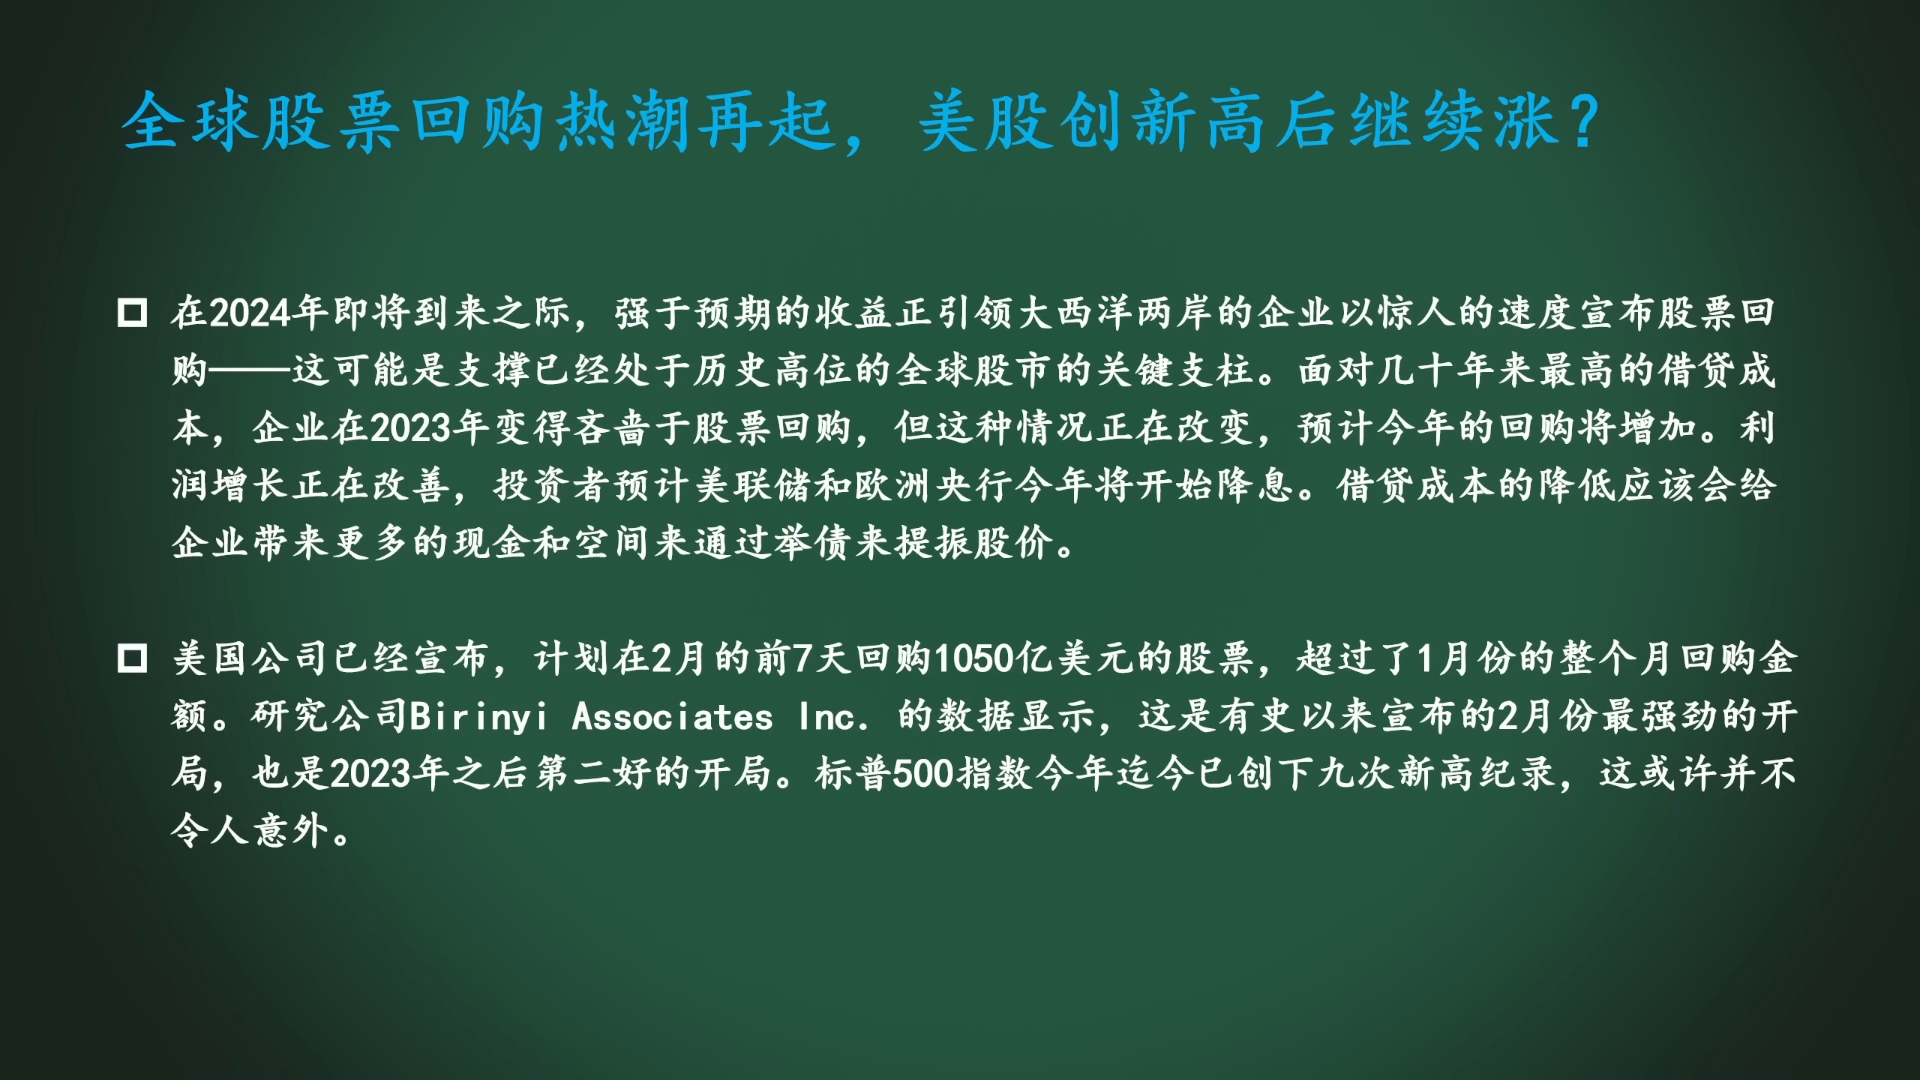 全球股票回购热潮再起，美股创新高后继续涨？
在2024年即将到来之际，强于预期的收益正引领大西洋两岸的企业以惊人的速度宣布股票回
购——这可能是支撑已经处于历史高位的全球股市的关键支柱。面对几十年来最高的借贷成
本，企业在2023年变得吝啬于股票回购，但这种情况正在改变，预计今年的回购将增加。利
润增长正在改善，投资者预计美联储和欧洲央行今年将开始降息。借贷成本的降低应该会给
企业带来更多的现金和空间来通过举债来提振股价。
美国公司已经宣布，计划在2月的前7天回购1050亿美元的股票，超过了1月份的整个月回购金
额。研究公司Birinyi Associates Inc. 的数据显示，这是有史以来宣布的2月份最强劲的开
局，也是2023年之后第二好的开局。标普500指数今年迄今已创下九次新高纪录，这或许并不
令人意外。